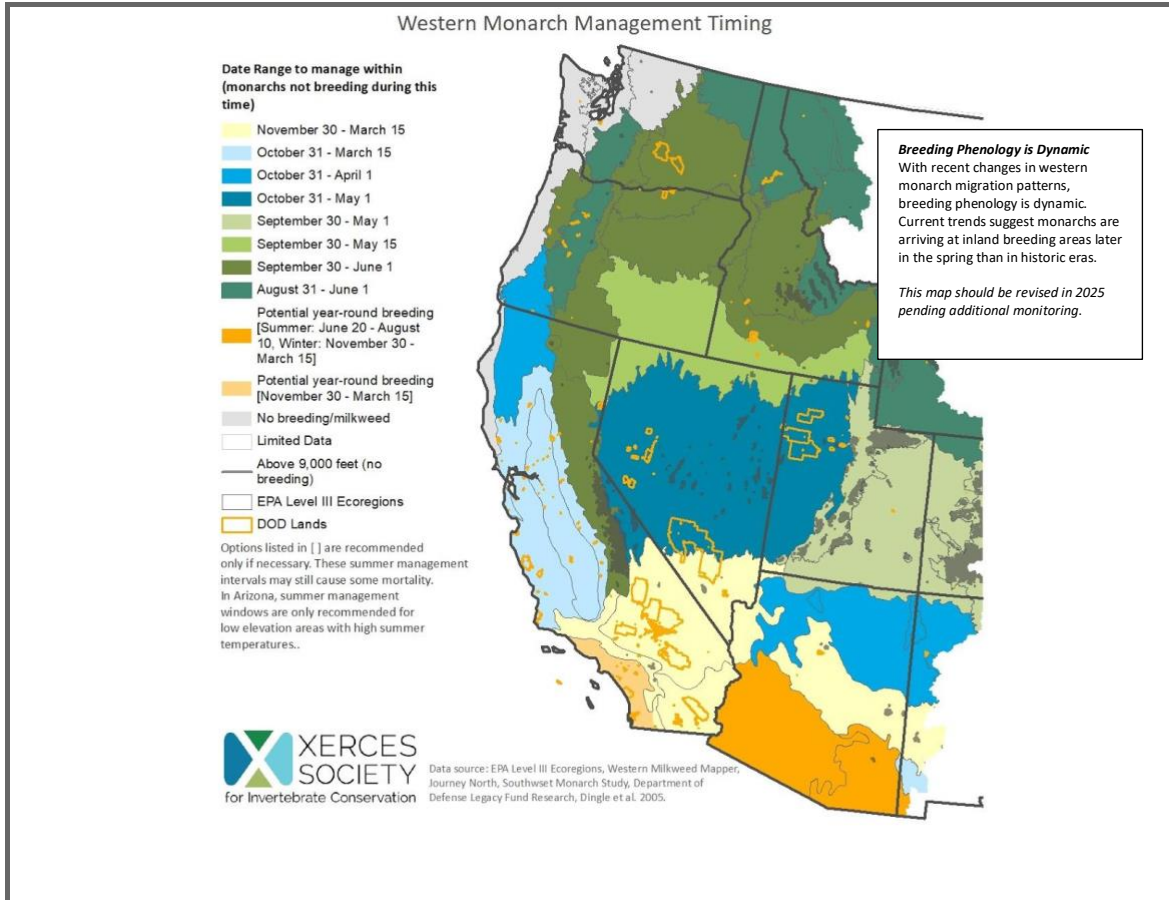 Western Monarch Management Timing
Date Range to manage within
(monarchs not breeding during this
time)
November 30 - March 15
October 31 - March 15
October 31 - April 1
October 31 - May 1
September 30 - May 1
September 30 - May 15
September 30 - June 1
August 31 - June 1
Potential year-round breeding
[Summer: June 20 - August
10, Winter: November 30 -
March 15]
Potential year-round breeding
[November 30 - March 15]
No breeding/milkweed
Limited Data
Above 9,000 feet (no
breeding)
EPA Level III Ecoregions
DOD Lands
Options listed in [ ] are recommended
only if necessary. These summer management
intervals may still cause some mortality.
In Arizona, summer management
windows are only recommended for
low elevation areas with high summer
temperatures..
Breeding Phenology is Dynamic
With recent changes in western
monarch migration patterns,
breeding phenology is dynamic.
Current trends suggest monarchs are
arriving at inland breeding areas later
in the spring than in historic eras.
This map should be revised in 2025
pending additional monitoring.
XERCES
SOCIETY
for Invertebrate Conservation
Data source: EPA Level III Ecoregions, Western Milkweed Mapper,
Journey North, Southwset Monarch Study, Department of
Defense Legacy Fund Research, Dingle et al. 2005.